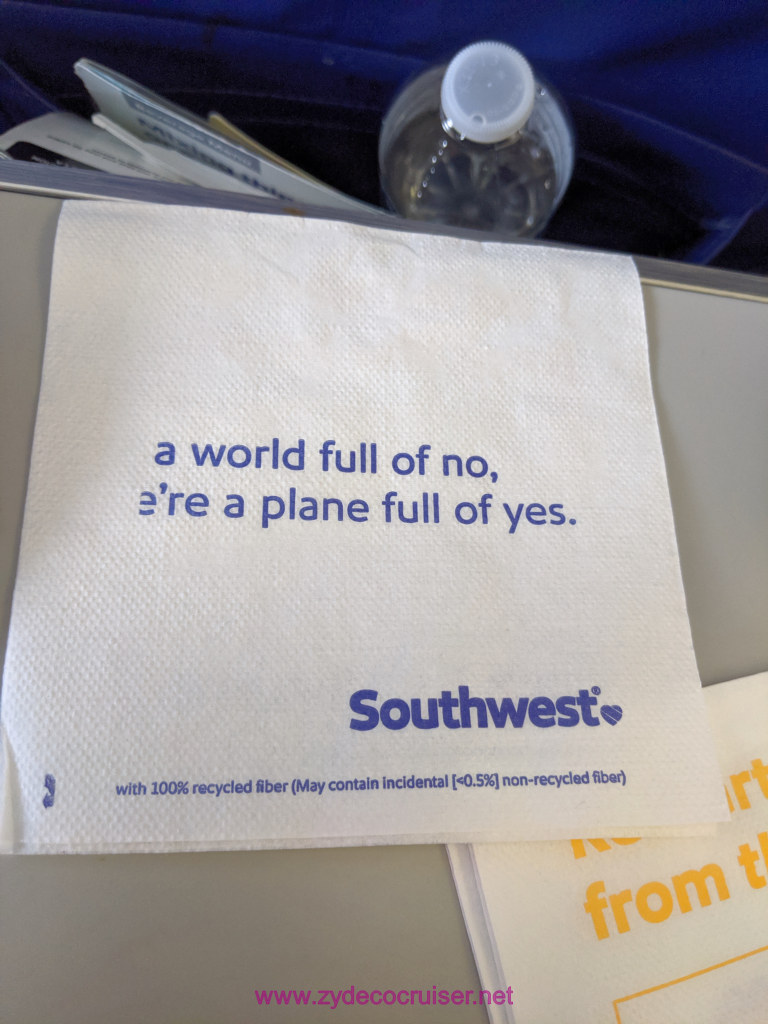 a world full of no,
e're a plane full of yes.
Southwest®
with 100% recycled fiber (May contain incidental [<0.5%] non-recycled fiber)
from th
www.zydecocruiser.net